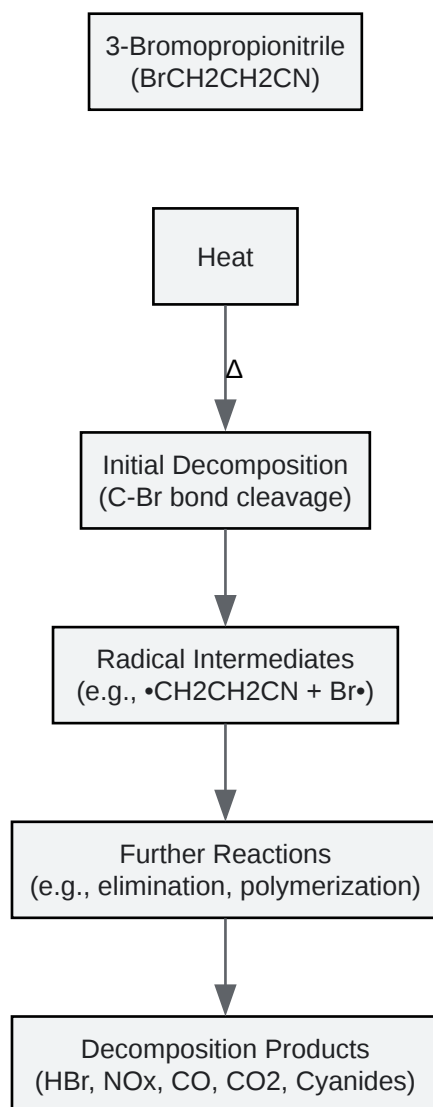 3-Bromopropionitrile
(BrCH2CH2CN)
Heat
Δ
Initial Decomposition
(C-Br bond cleavage)
Radical Intermediates
(e.g., •CH2CH2CN + Br•)
Further Reactions
(e.g., elimination, polymerization)
Decomposition Products
(HBr, NOx, CO, CO2, Cyanides)